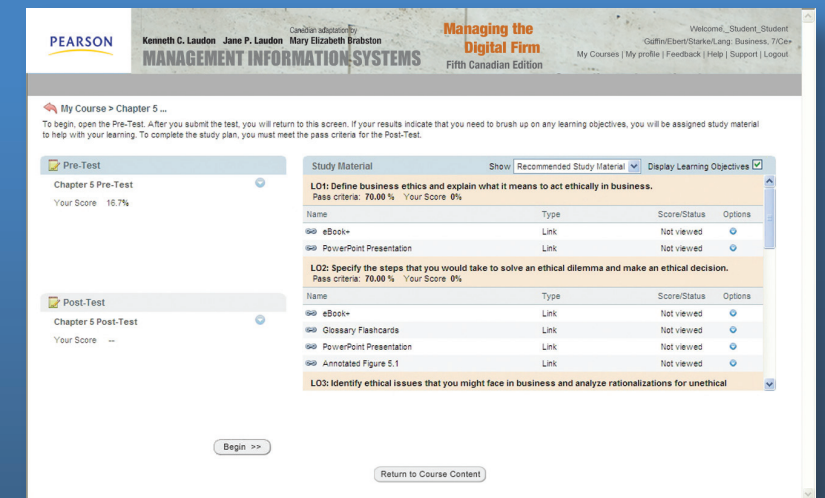 PEARSON
Canadian adaptation by
Kenneth C. Laudon Jane P. Laudon Mary Elizabeth Brabston
MANAGEMENT INFORMATION SYSTEMS
Managing the
Digital Firm
Fifth Canadian Edition
Welcome, _Student _Student
Griffin/Ebert/Starke/Lang: Business, 7/Ce+
My Courses | My profile | Feedback | Help | Support | Logout
My Course > Chapter 5 ...
To begin, open the Pre-Test. After you submit the test, you will return to this screen. If your results indicate that you need to brush up on any learning objectives, you will be assigned study material
to help with your learning. To complete the study plan, you must meet the pass criteria for the Post-Test.
Pre-Test
Chapter 5 Pre-Test
Your Score 16.7%
Post-Test
Chapter 5 Post-Test
Your Score --
Begin >>
Study Material Show Recommended Study Material Display Learning Objectives
LO1: Define business ethics and explain what it means to act ethically in business.
Pass criteria: 70.00 % Your Score 0%
Name Type Score/Status Options
eBook+ Link Not viewed
PowerPoint Presentation Link Not viewed
LO2: Specify the steps that you would take to solve an ethical dilemma and make an ethical decision.
Pass criteria: 70.00 % Your Score 0%
Name Type Score/Status Options
eBook+ Link Not viewed
Glossary Flashcards Link Not viewed
PowerPoint Presentation Link Not viewed
Annotated Figure 5.1 Link Not viewed
LO3: Identify ethical issues that you might face in business and analyze rationalizations for unethical
Return to Course Content